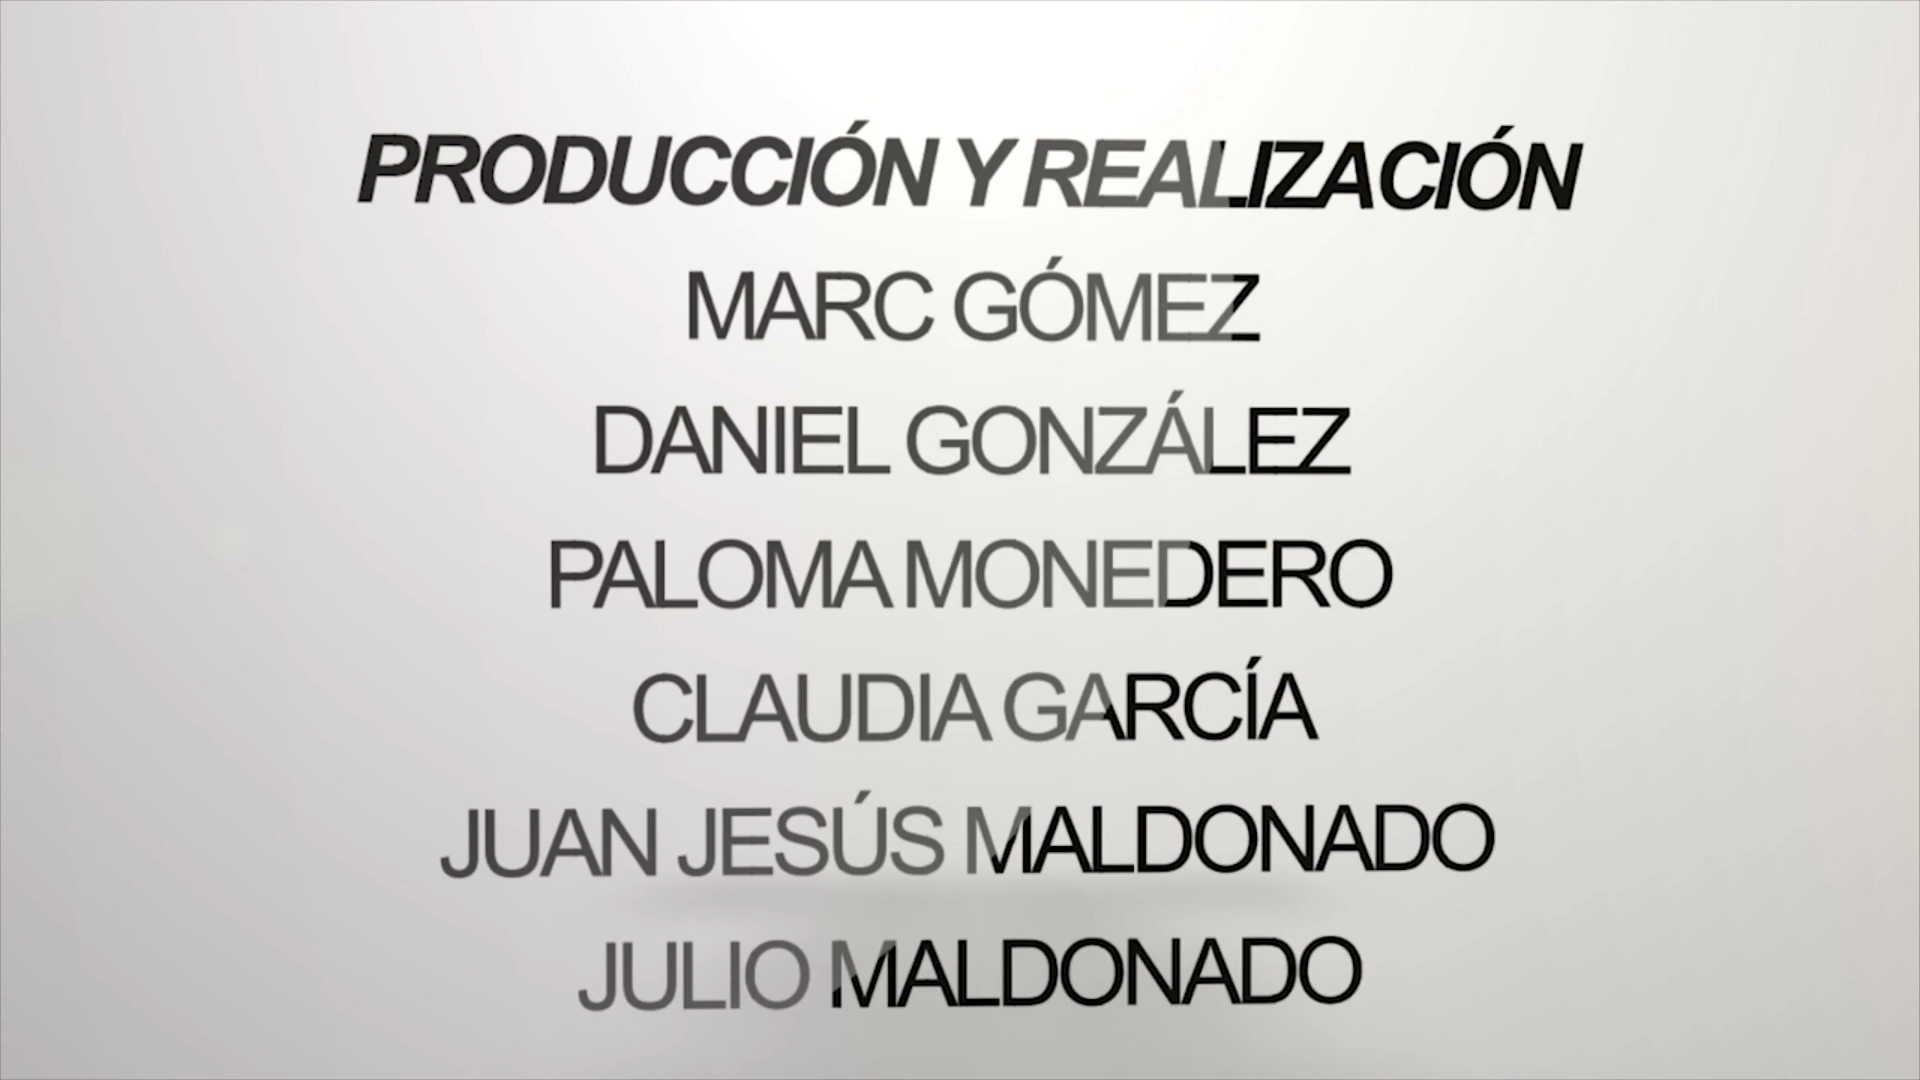 PRODUCCIÓN Y REALIZACIÓN
MARC GÓMEZ
DANIEL GONZÁLEZ
PALOMA MONEDERO
CLAUDIA GARCÍA
JUAN JESÚS MALDONADO
JULIO MALDONADO